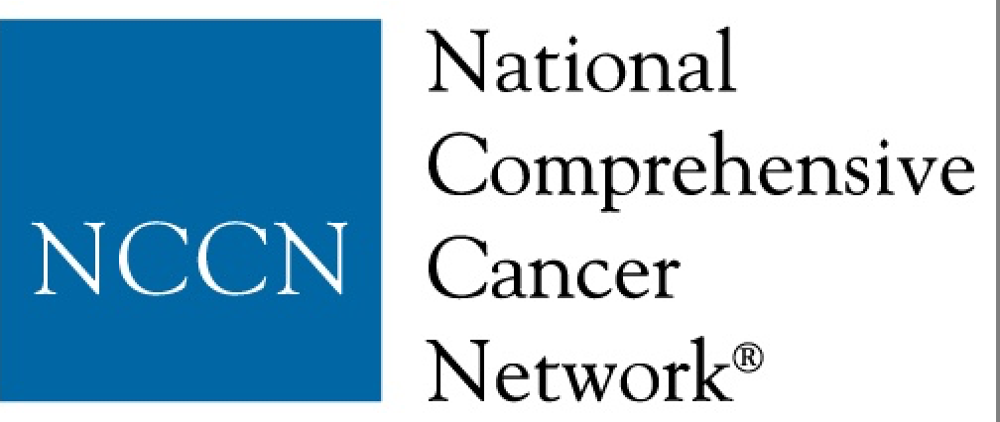 NCCN
National
Comprehensive
Cancer
Network®